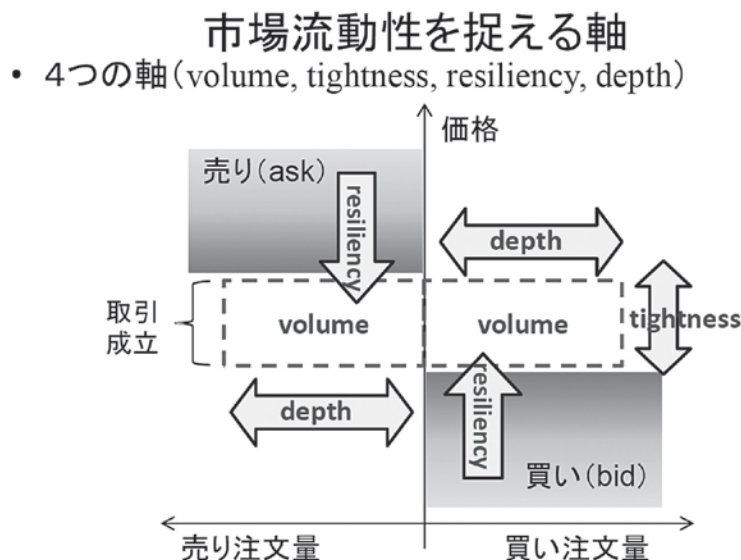 市場流動性を捉える軸
• 4つの軸(volume, tightness, resiliency, depth)
価格
売り(ask)
resiliency
depth
取引
成立
volume
volume
tightness
depth
resiliency
買い(bid)
売り注文量
買い注文量